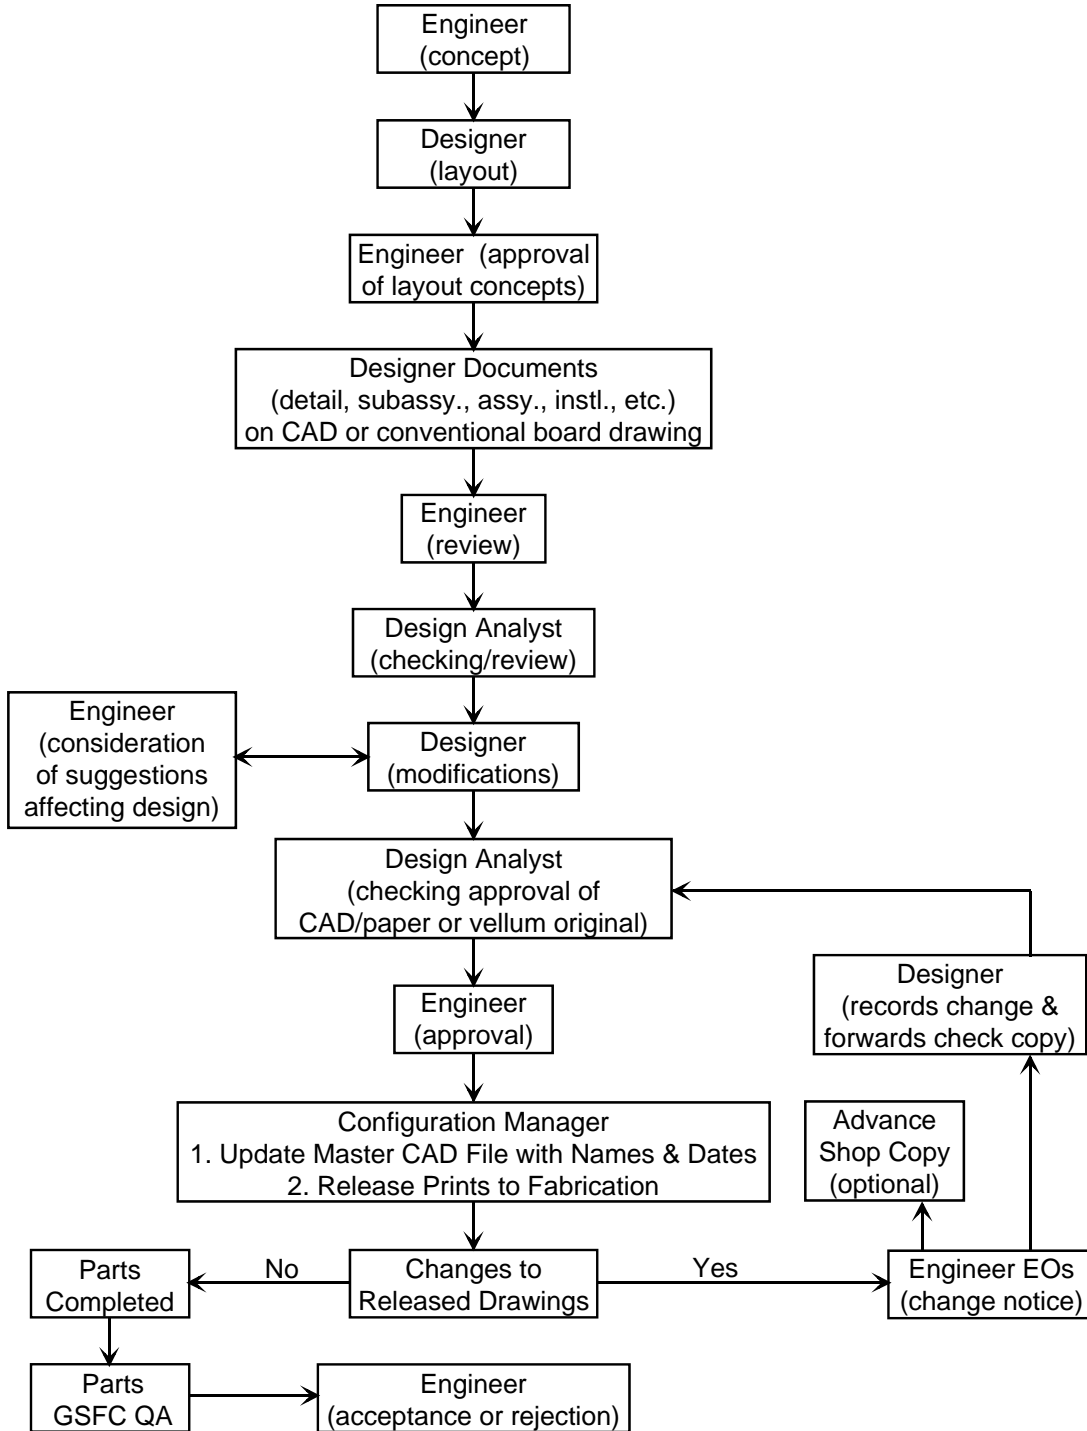 Engineer
(concept)
Designer
(layout)
Engineer (approval
of layout concepts)
Designer Documents
(detail, subassy., assy., instl., etc.)
on CAD or conventional board drawing
Engineer
(review)
Design Analyst
(checking/review)
Engineer
(consideration
of suggestions
affecting design)
Designer
(modifications)
Design Analyst
(checking approval of
CAD/paper or vellum original)
Designer
(records change &
forwards check copy)
Engineer
(approval)
Configuration Manager
1. Update Master CAD File with Names & Dates
2. Release Prints to Fabrication
Advance
Shop Copy
(optional)
Parts
Completed
No
Changes to
Released Drawings
Yes
Engineer EOs
(change notice)
Parts
GSFC QA
Engineer
(acceptance or rejection)